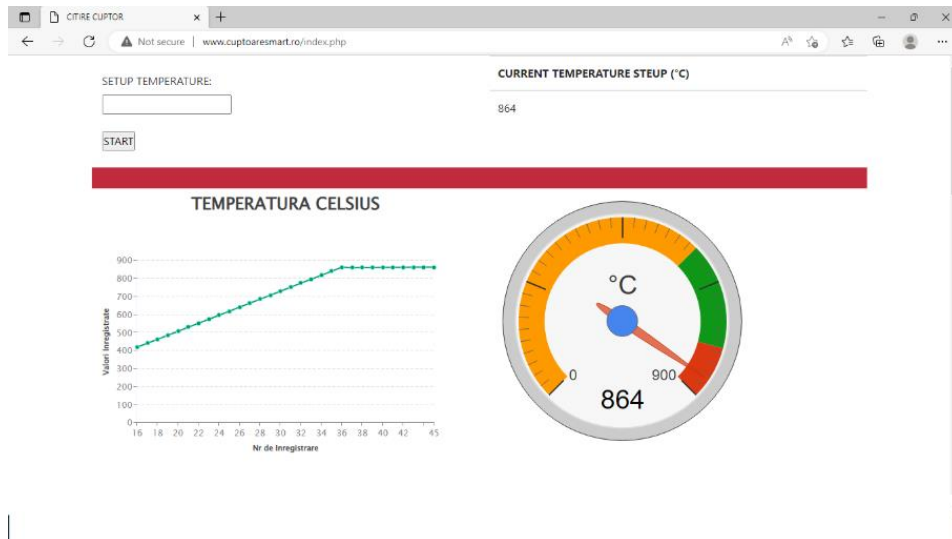 CITIRE CUPTOR
Not secure | www.cuptoaresmart.ro/index.php
SETUP TEMPERATURE:
START
CURRENT TEMPERATURE STEUP (°C)
864
TEMPERATURA CELSIUS
Valori Inregistrate
900
800
700
600
500
400
300
200
100
0
16 18 20 22 24 26 28 30 32 34 36 38 40 42 45
Nr de Inregistrare
°C
0 900
864